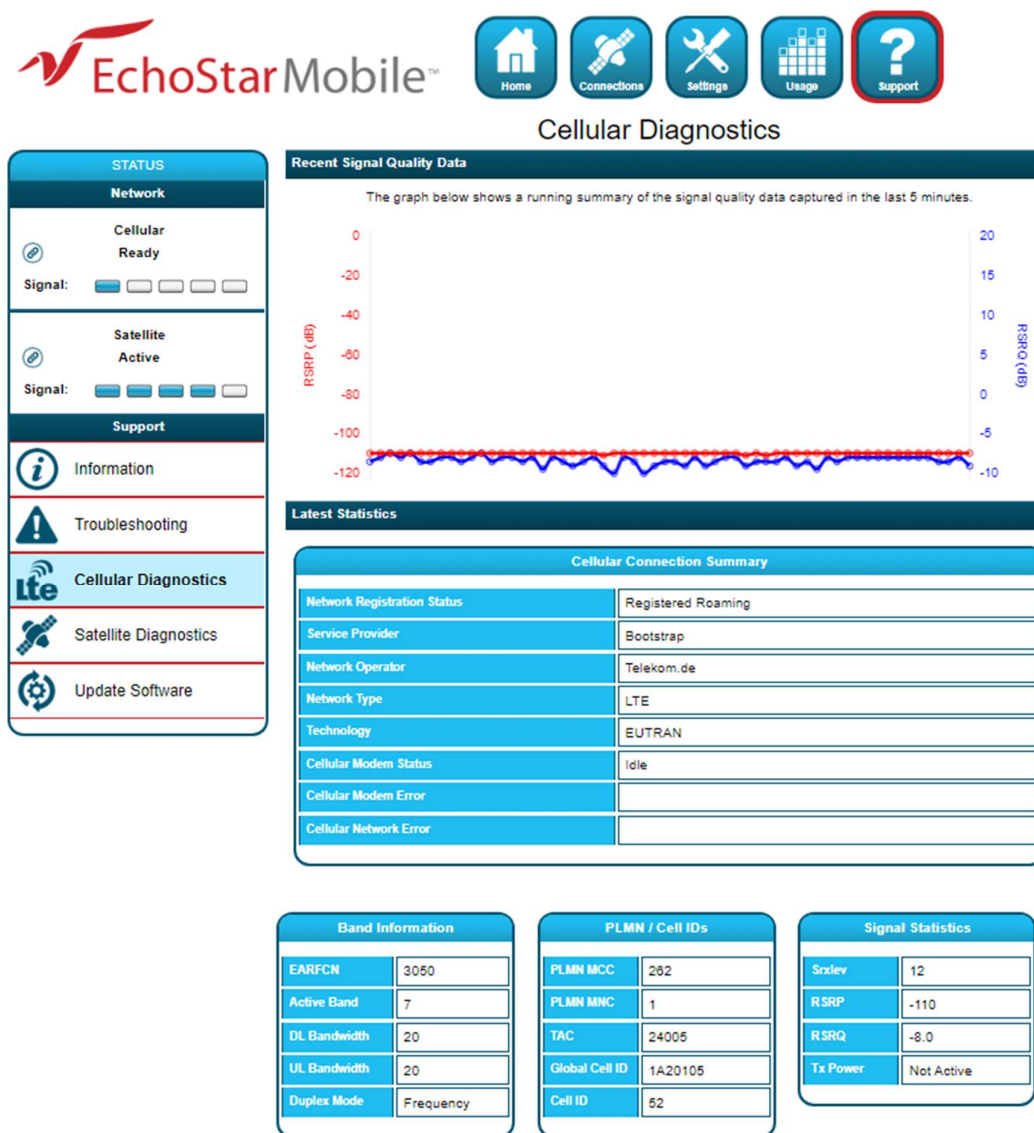 EchoStar Mobile™
Home
Connections
Settings
Usage
Support
Cellular Diagnostics
STATUS
Network
Cellular
Ready
Signal:
Satellite
Active
Signal:
Support
Information
Troubleshooting
Lte Cellular Diagnostics
Satellite Diagnostics
Update Software
Recent Signal Quality Data
The graph below shows a running summary of the signal quality data captured in the last 5 minutes.
RSRP (dB)
0
-20
-40
-60
-80
-100
-120
RSRQ (dB)
20
15
10
5
0
-5
-10
Latest Statistics
Cellular Connection Summary
Network Registration Status Registered Roaming
Service Provider Bootstrap
Network Operator Telekom.de
Network Type LTE
Technology EUTRAN
Cellular Modem Status Idle
Cellular Modem Error
Cellular Network Error
Band Information
EARFCN 3050
Active Band 7
DL Bandwidth 20
UL Bandwidth 20
Duplex Mode Frequency
PLMN / Cell IDs
PLMN MCC 262
PLMN MNC 1
TAC 24005
Global Cell ID 1A20105
Cell ID 52
Signal Statistics
Srxlev 12
RSRP -110
RSRQ -8.0
Tx Power Not Active